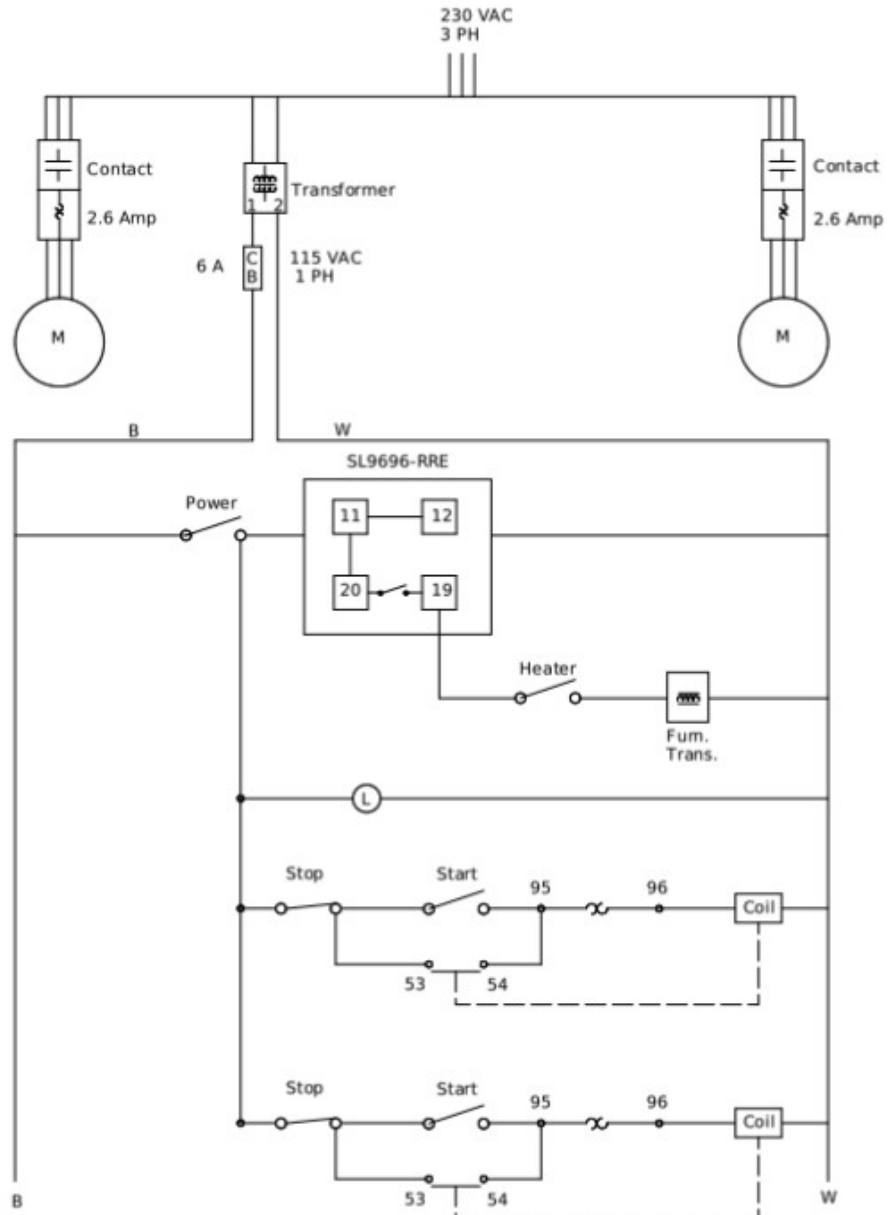 230 VAC
3 PH
Contact
2.6 Amp
M
Transformer
1 2
6 A
C
B
115 VAC
1 PH
Contact
2.6 Amp
M
B
W
SL9696-RRE
Power
11
12
20
19
Heater
Furn.
Trans.
L
Stop
Start
95
96
Coil
53
54
Stop
Start
95
96
Coil
53
54
B
W